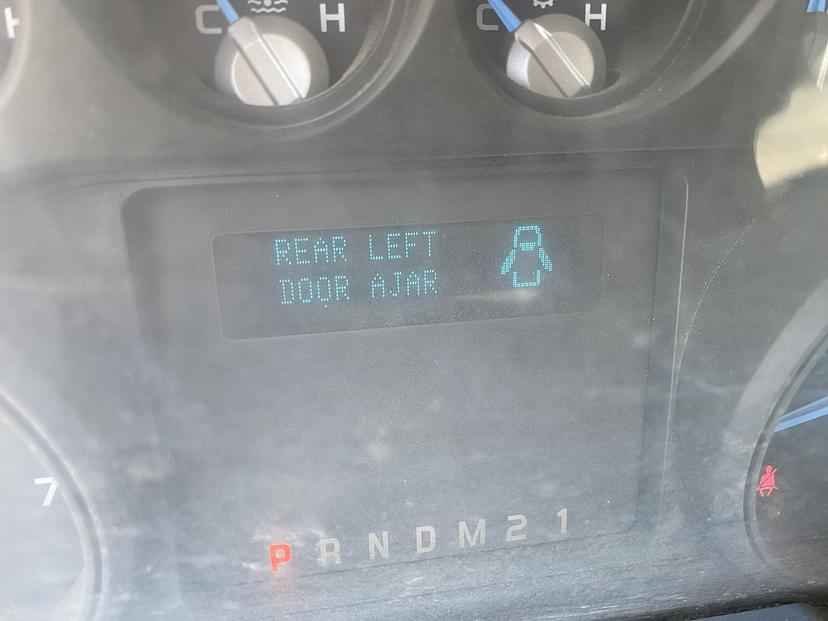 C H
C H
REAR LEFT
DOOR AJAR
7
P R N D M 2 1